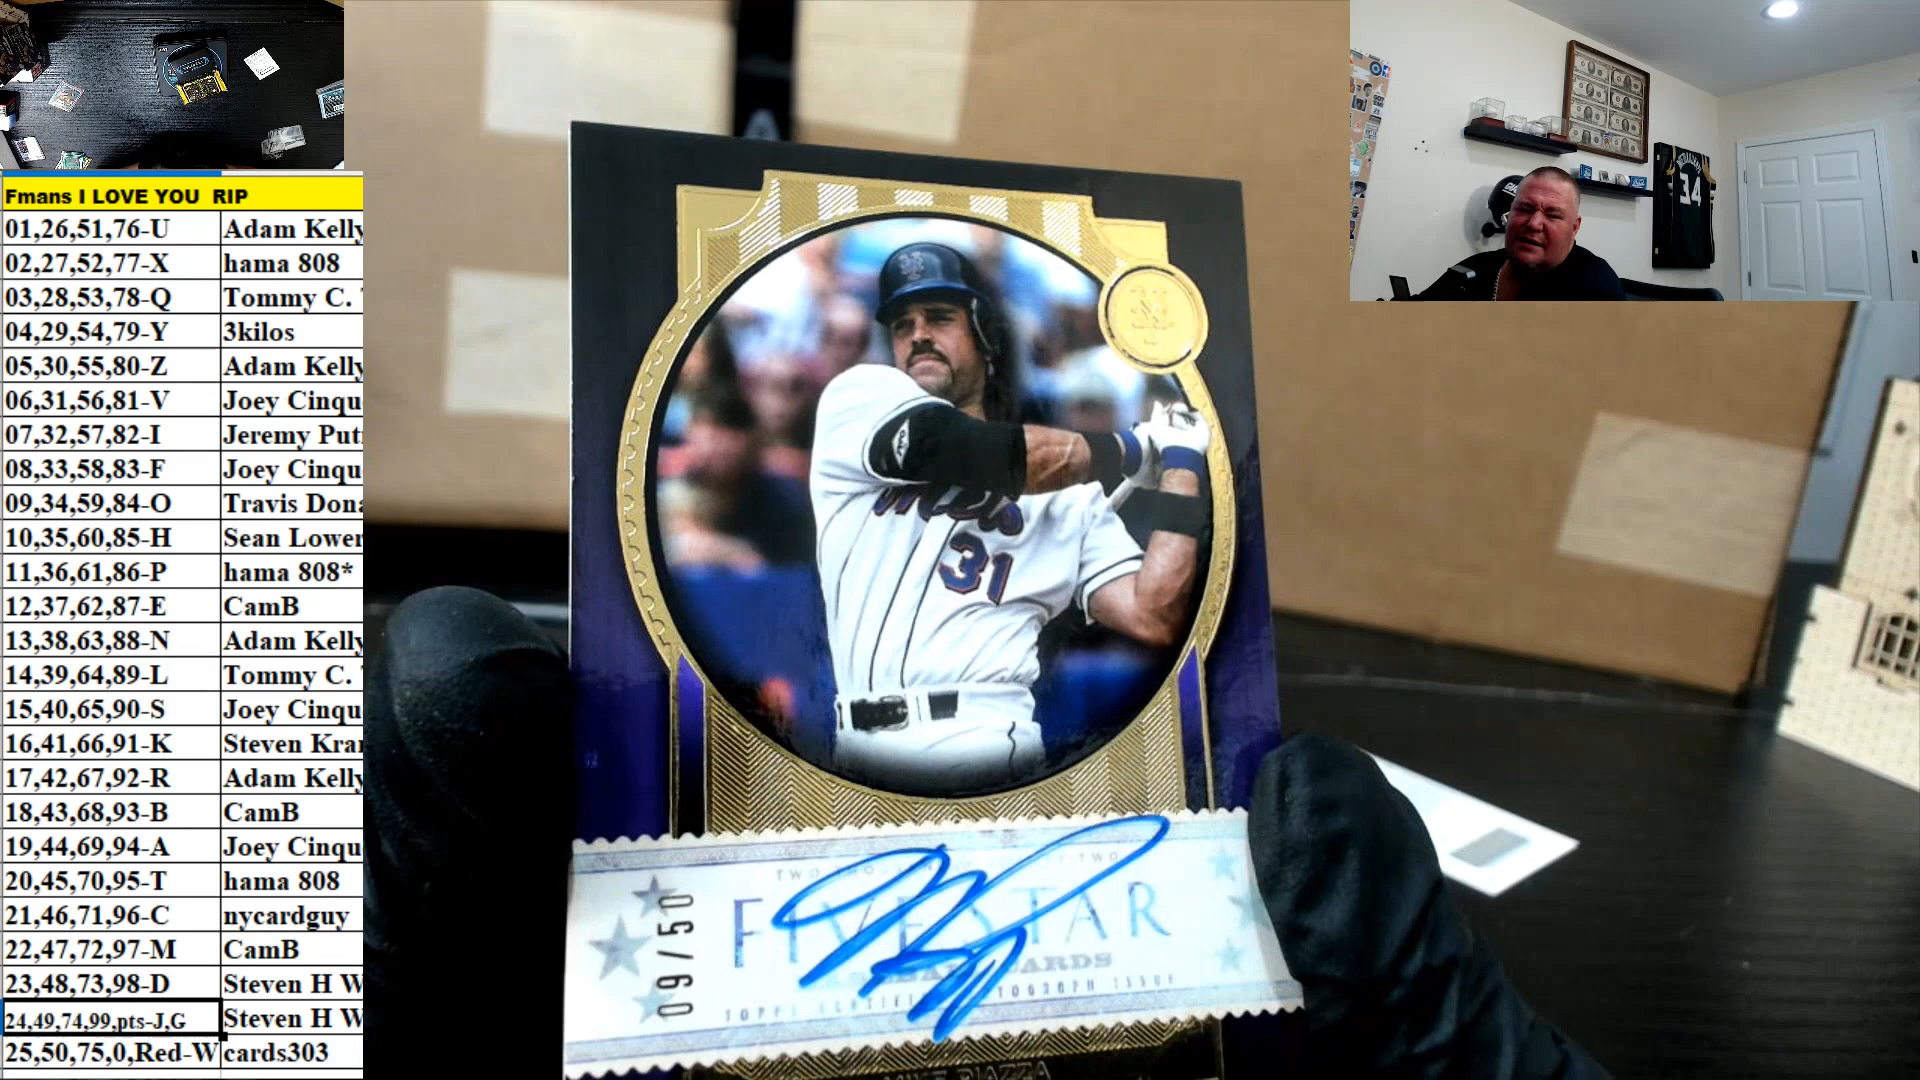 Fmans I LOVE YOU RIP
01,26,51,76-U Adam Kelly
02,27,52,77-X hama 808
03,28,53,78-Q Tommy C.
04,29,54,79-Y 3kilos
05,30,55,80-Z Adam Kelly
06,31,56,81-V Joey Cinqu
07,32,57,82-I Jeremy Put
08,33,58,83-F Joey Cinqu
09,34,59,84-O Travis Dona
10,35,60,85-H Sean Lower
11,36,61,86-P hama 808*
12,37,62,87-E CamB
13,38,63,88-N Adam Kelly
14,39,64,89-L Tommy C.
15,40,65,90-S Joey Cinqu
16,41,66,91-K Steven Kra
17,42,67,92-R Adam Kelly
18,43,68,93-B CamB
19,44,69,94-A Joey Cinqu
20,45,70,95-T hama 808
21,46,71,96-C nycardguy
22,47,72,97-M CamB
23,48,73,98-D Steven H W
24,49,74,99,pts-J,G Steven H W
25,50,75,0,Red-W cards303
34
Mets
31
09/50
FIVE STAR
MIKE PIAZZA